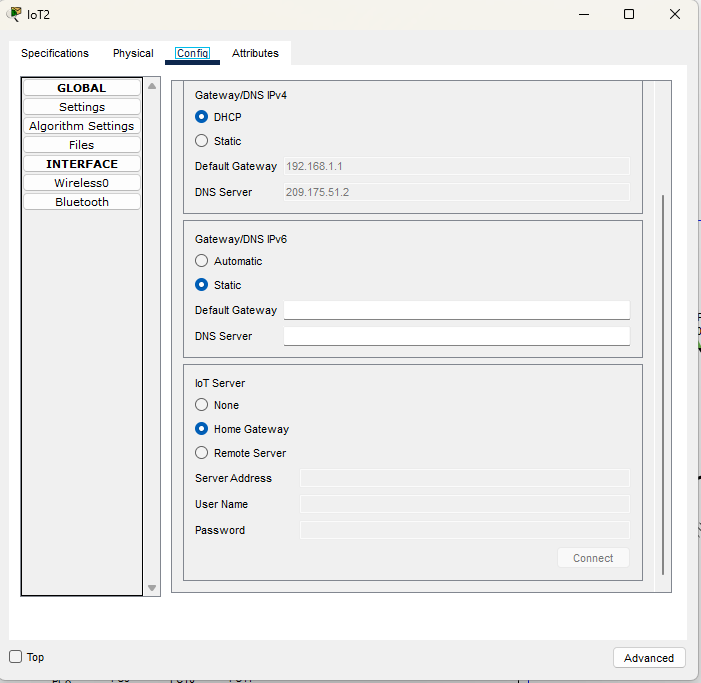 IoT2
Specifications Physical Config Attributes
GLOBAL
Settings
Algorithm Settings
Files
INTERFACE
Wireless0
Bluetooth
Gateway/DNS IPv4
DHCP
Static
Default Gateway 192.168.1.1
DNS Server 209.175.51.2
Gateway/DNS IPv6
Automatic
Static
Default Gateway
DNS Server
IoT Server
None
Home Gateway
Remote Server
Server Address
User Name
Password
Connect
Top
Advanced